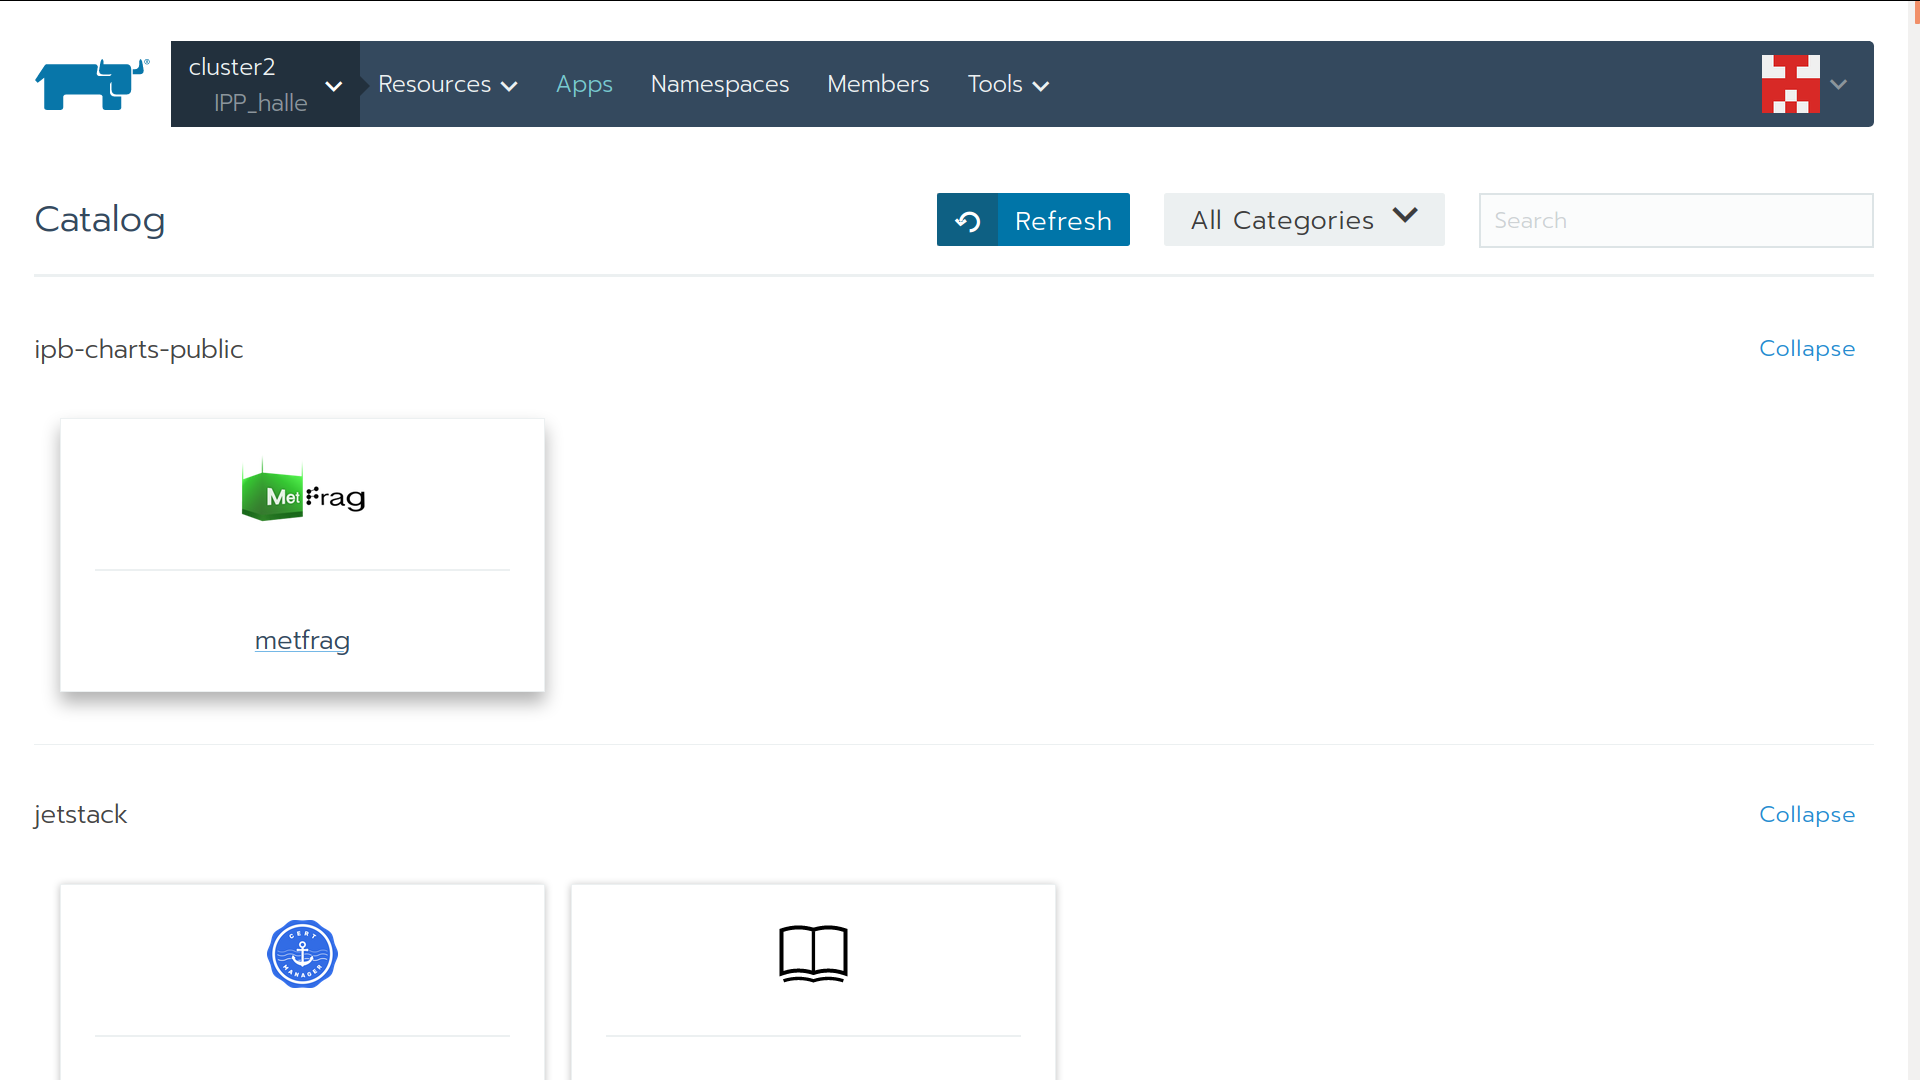 cluster2
IPP_halle
Resources
Apps
Namespaces
Members
Tools
Catalog
Refresh
All Categories
Search
ipb-charts-public
Collapse
MetFrag
metfrag
jetstack
Collapse
CERT
MANAGER